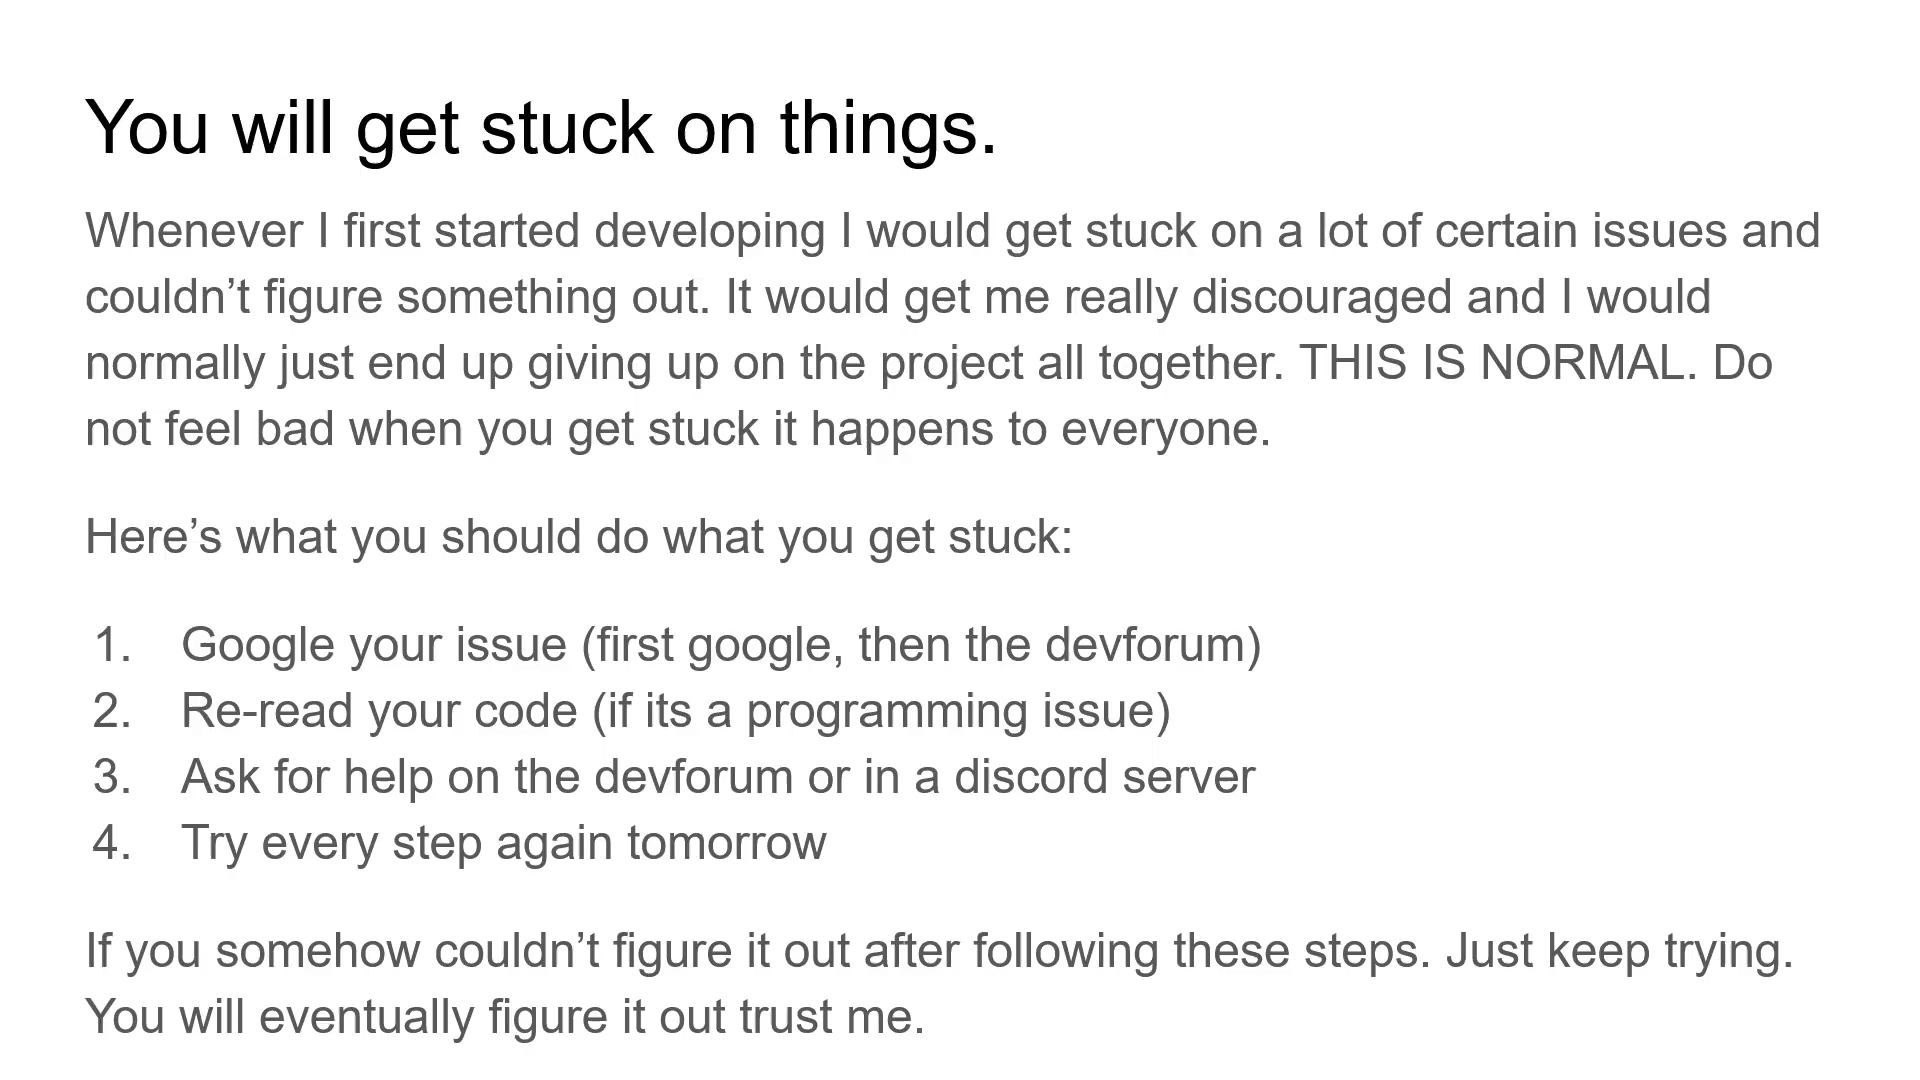 You will get stuck on things.
Whenever I first started developing I would get stuck on a lot of certain issues and
couldn’t figure something out. It would get me really discouraged and I would
normally just end up giving up on the project all together. THIS IS NORMAL. Do
not feel bad when you get stuck it happens to everyone.
Here’s what you should do what you get stuck:
1. Google your issue (first google, then the devforum)
2. Re-read your code (if its a programming issue)
3. Ask for help on the devforum or in a discord server
4. Try every step again tomorrow
If you somehow couldn’t figure it out after following these steps. Just keep trying.
You will eventually figure it out trust me.